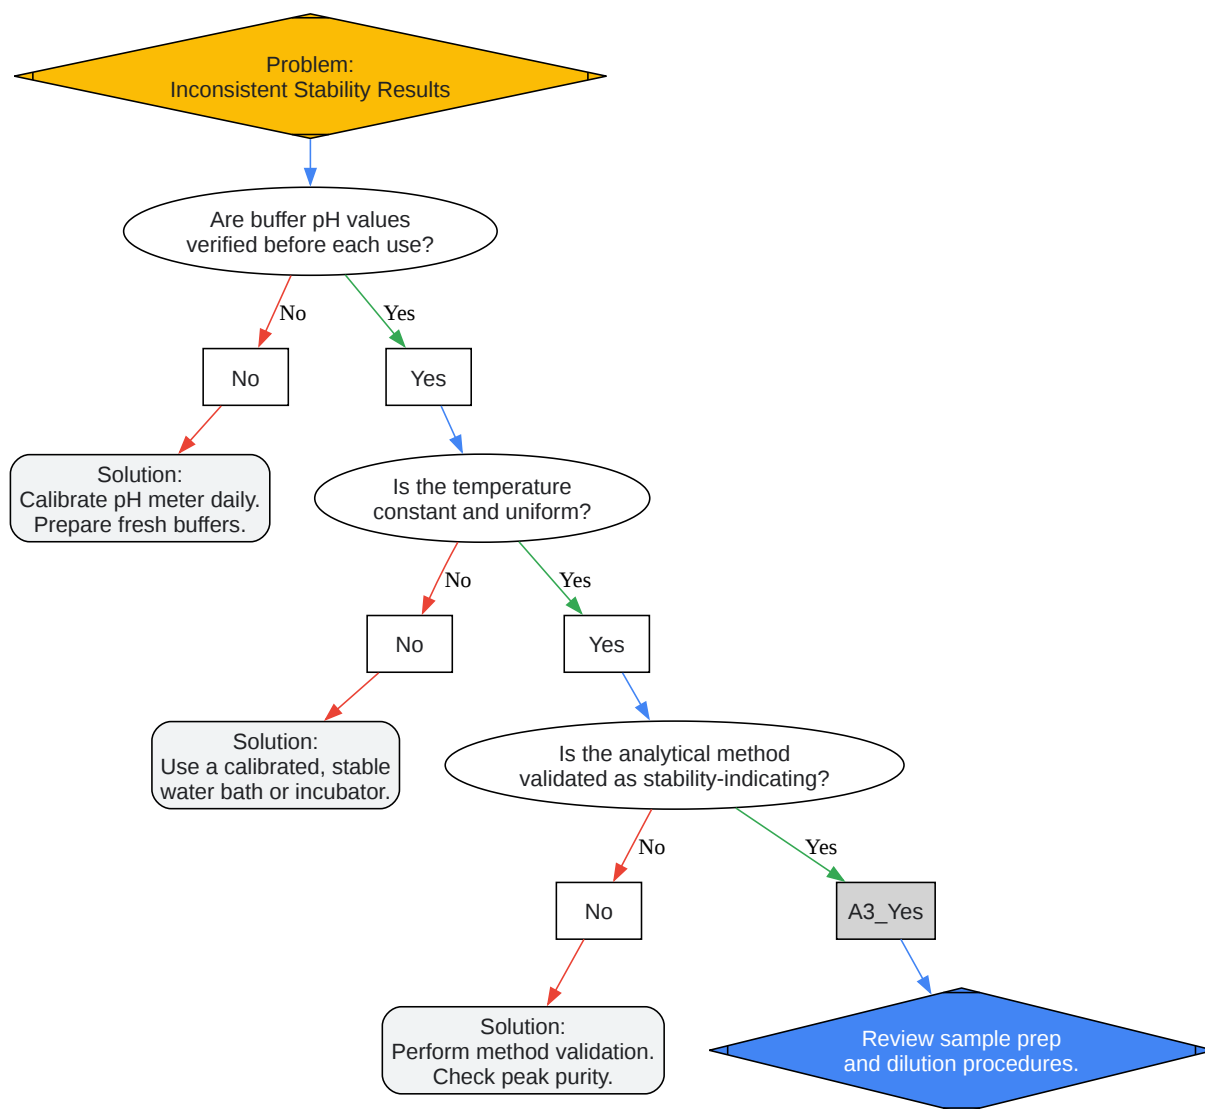 Problem:
Inconsistent Stability Results
Are buffer pH values
verified before each use?
No
Yes
No
Yes
Solution:
Calibrate pH meter daily.
Prepare fresh buffers.
Is the temperature
constant and uniform?
No
Yes
No
Yes
Solution:
Use a calibrated, stable
water bath or incubator.
Is the analytical method
validated as stability-indicating?
No
Yes
No
A3_Yes
Solution:
Perform method validation.
Check peak purity.
Review sample prep
and dilution procedures.